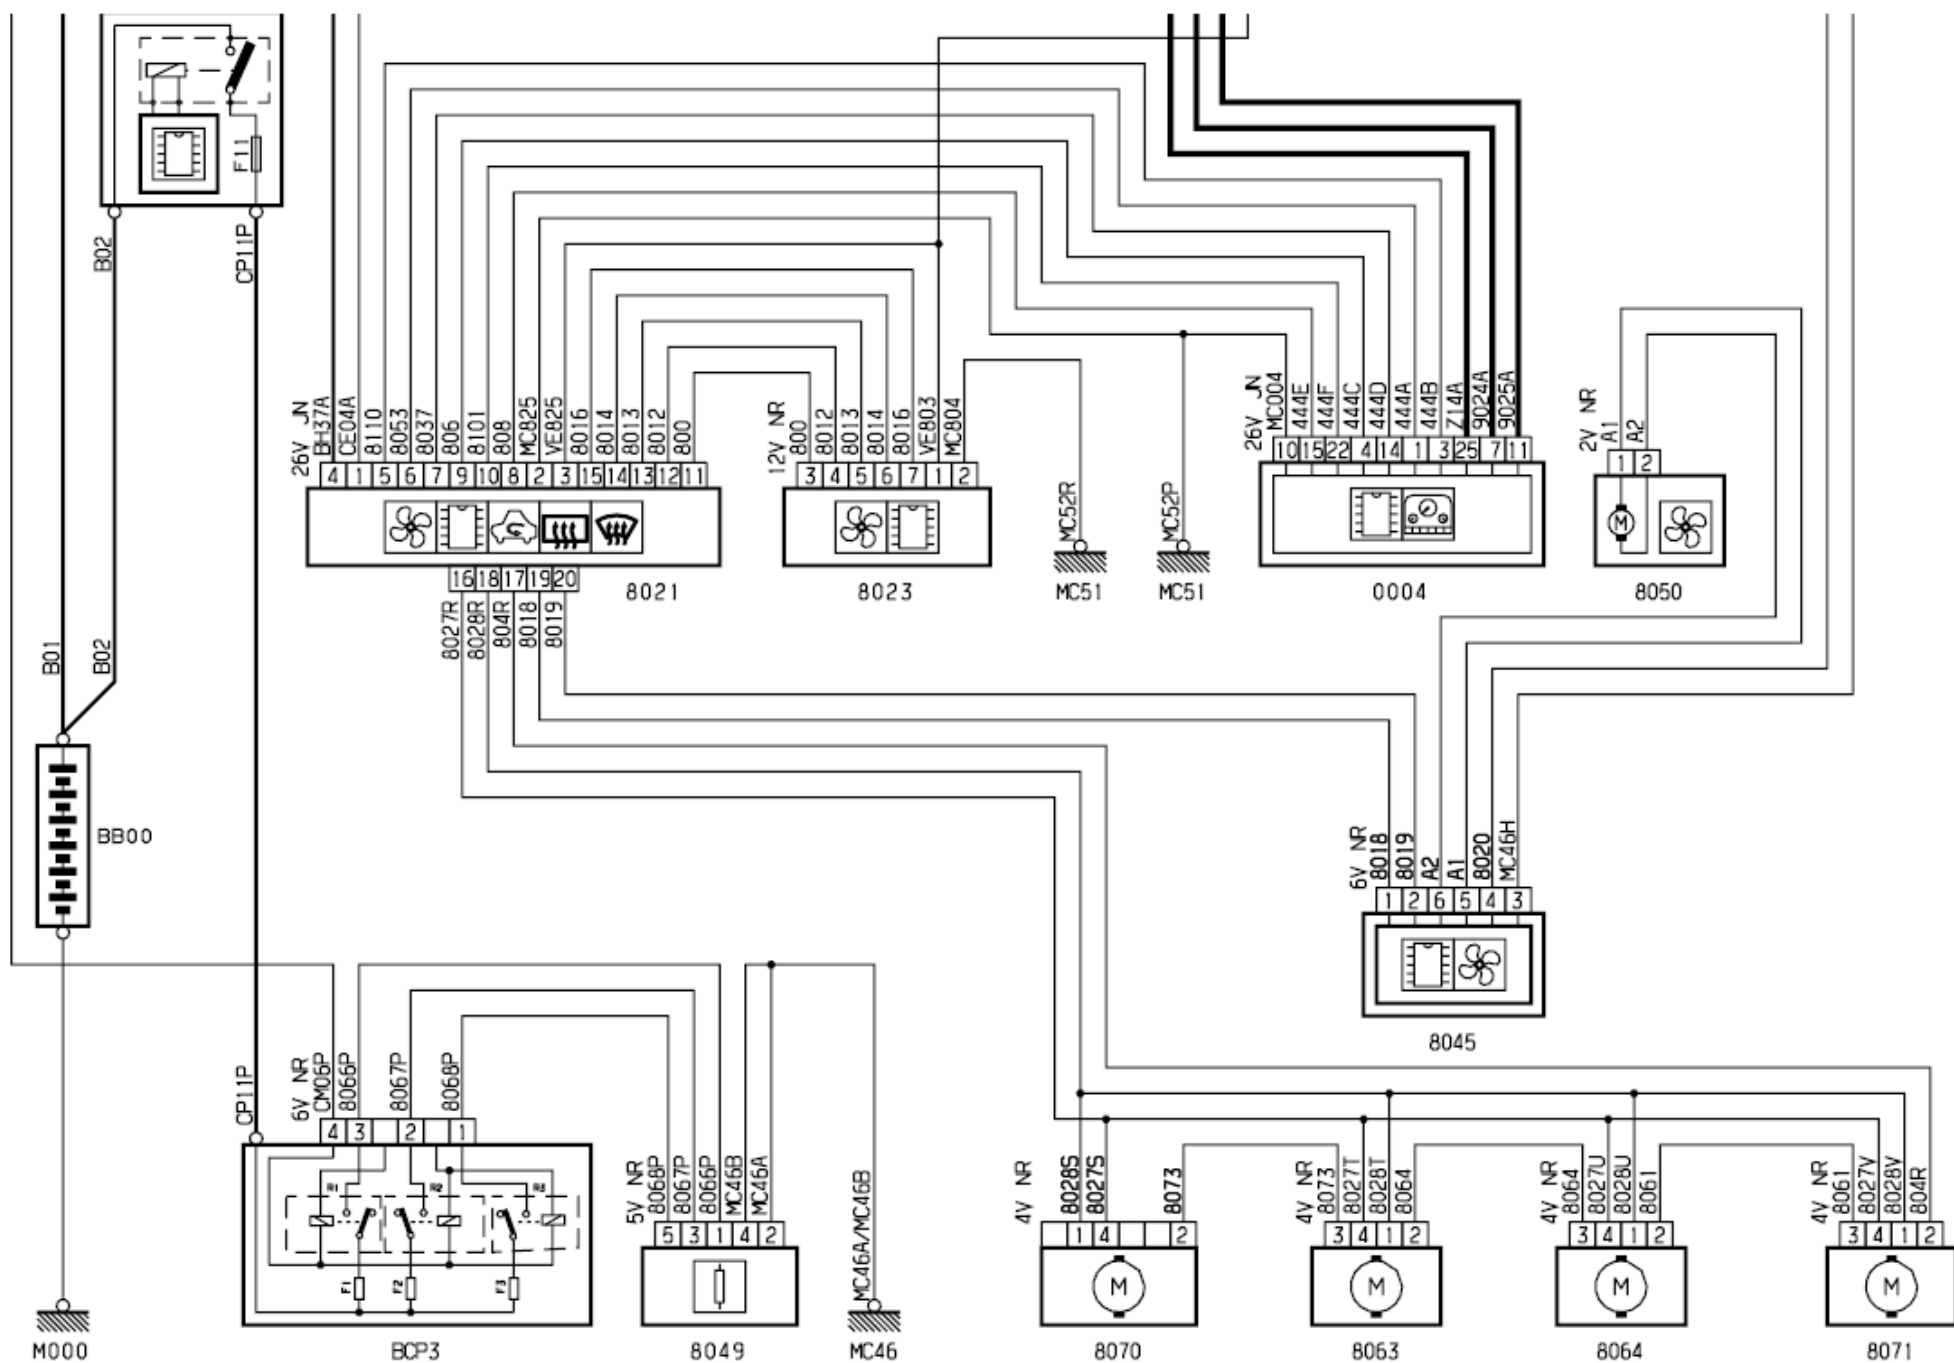 F11
B02
CP11P
26V JN
BH37A
CE04A
8110
8053
8037
806
8101
808
MC825
VE825
8016
8014
8013
8012
800
4 1 5 6 7 9 10 8 2 3 15 14 13 12 11
8021
16 18 17 19 20
8027R
8028R
804R
8018
8019
12V NR
800
8012
8013
8014
8016
VE803
MC804
3 4 5 6 7 1 2
8023
MC52R
MC51
MC52P
MC51
26V JN
MC004
444E
444F
444C
444D
444A
444B
Z14A
9024A
9025A
10 15 22 4 14 1 3 25 7 11
0004
2V NR
A1
A2
1 2
M
8050
B01
B02
BB00
M000
6V NR
8018
8019
A2
A1
8020
MC46H
1 2 6 5 4 3
8045
CP11P
6V NR
CM06P
8066P
8067P
8068P
4 3 2 1
R1 R2 R3
F1 F2 F3
BCP3
5V NR
8068P
8067P
8066P
MC46B
MC46A
5 3 1 4 2
8049
MC46A/MC46B
MC46
4V NR
8028S
8027S
8073
1 4 2
M
8070
4V NR
8073
8027T
8028T
8064
3 4 1 2
M
8063
4V NR
8064
8027U
8028U
8061
3 4 1 2
M
8064
4V NR
8061
8027V
8028V
804R
3 4 1 2
M
8071